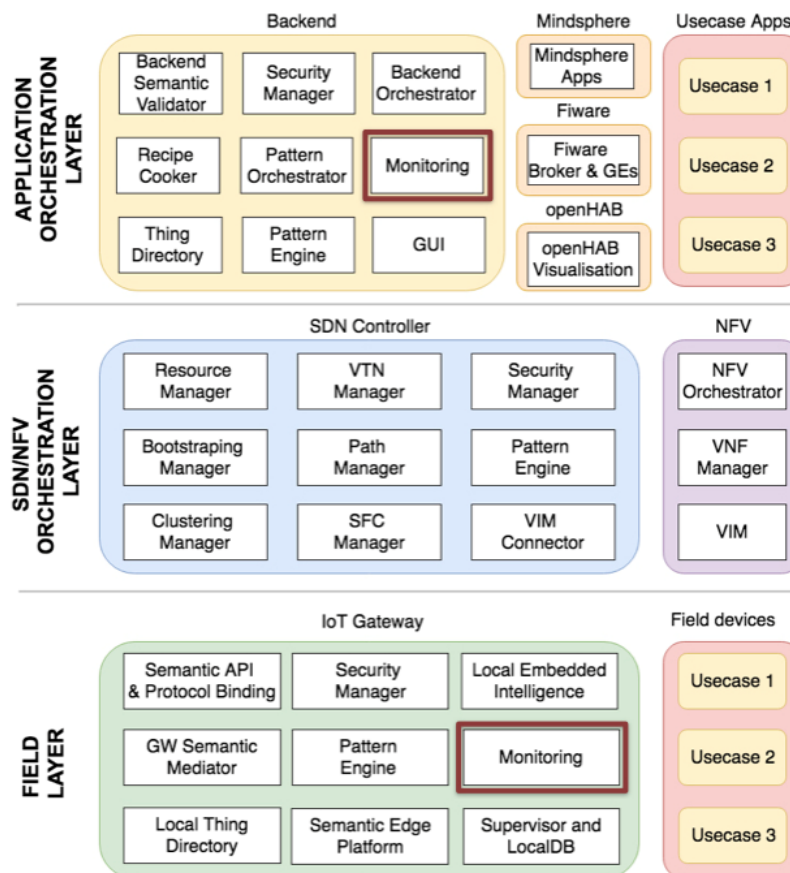 Backend
Mindsphere
Usecase Apps
APPLICATION
ORCHESTRATION
LAYER
Backend
Semantic
Validator
Security
Manager
Backend
Orchestrator
Mindsphere
Apps
Usecase 1
Fiware
Recipe
Cooker
Pattern
Orchestrator
Monitoring
Fiware
Broker & GEs
Usecase 2
openHAB
Thing
Directory
Pattern
Engine
GUI
openHAB
Visualisation
Usecase 3
SDN Controller
NFV
SDN/NFV
ORCHESTRATION
LAYER
Resource
Manager
VTN
Manager
Security
Manager
NFV
Orchestrator
Bootstraping
Manager
Path
Manager
Pattern
Engine
VNF
Manager
Clustering
Manager
SFC
Manager
VIM
Connector
VIM
IoT Gateway
Field devices
FIELD
LAYER
Semantic API
& Protocol Binding
Security
Manager
Local Embedded
Intelligence
Usecase 1
GW Semantic
Mediator
Pattern
Engine
Monitoring
Usecase 2
Local Thing
Directory
Semantic Edge
Platform
Supervisor and
LocalDB
Usecase 3